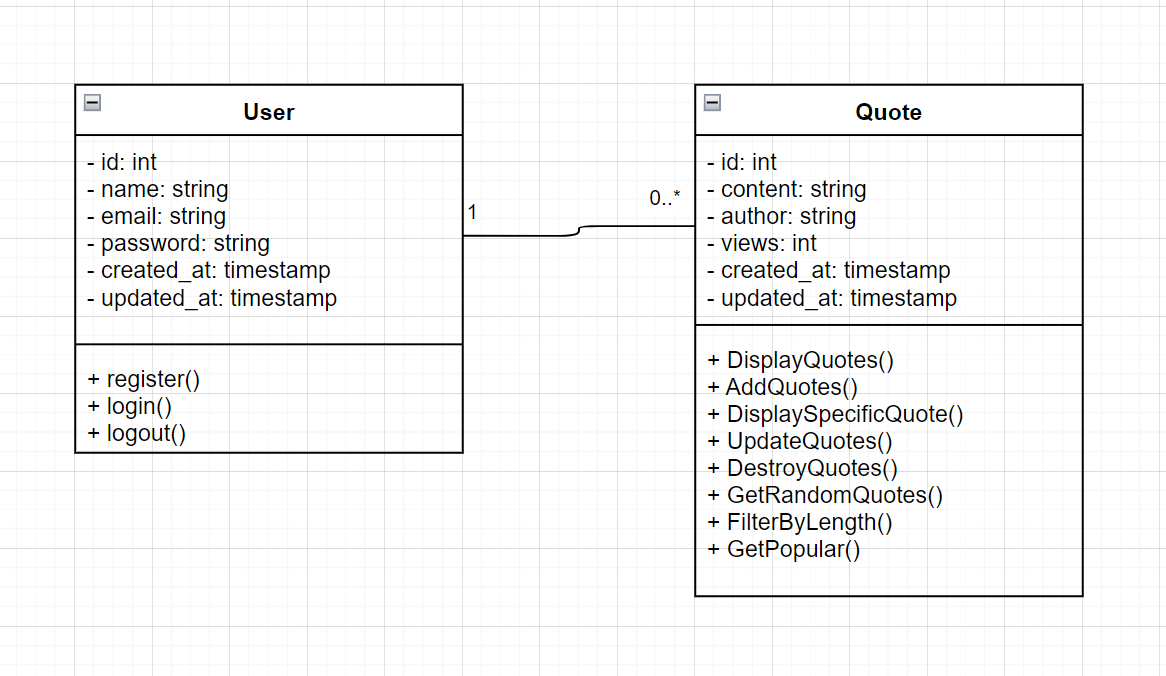 User
- id: int
- name: string
- email: string
- password: string
- created_at: timestamp
- updated_at: timestamp
+ register()
+ login()
+ logout()
1
0..*
Quote
- id: int
- content: string
- author: string
- views: int
- created_at: timestamp
- updated_at: timestamp
+ DisplayQuotes()
+ AddQuotes()
+ DisplaySpecificQuote()
+ UpdateQuotes()
+ DestroyQuotes()
+ GetRandomQuotes()
+ FilterByLength()
+ GetPopular()